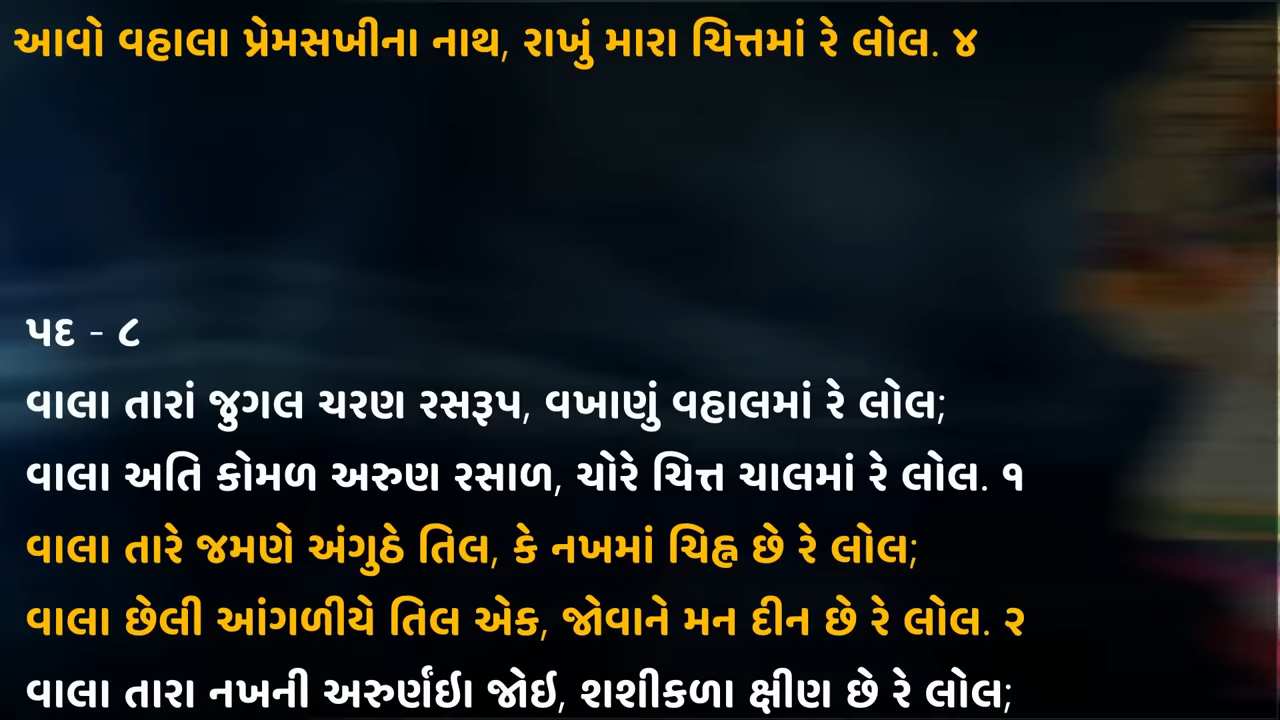 આવો વહાલા પ્રેમસખીના નાથ, રાખું મારા ચિત્તમાં રે લોલ. ૪
પદ - ૮
વાલા તારાં જુગલ ચરણ રસરૂપ, વખાણું વહાલમાં રે લોલ;
વાલા અતિ કોમળ અરુણ રસાળ, ચોરે ચિત્ત ચાલમાં રે લોલ. ૧
વાલા તારે જમણે અંગુઠે તિલ, કે નખમાં ચિહ્ન છે રે લોલ;
વાલા છેલી આંગળીયે તિલ એક, જોવાને મન દીન છે રે લોલ. ૨
વાલા તારા નખની અરુર્ણંઈા જોઇ, શશીકળા ક્ષીણ છે રે લોલ;